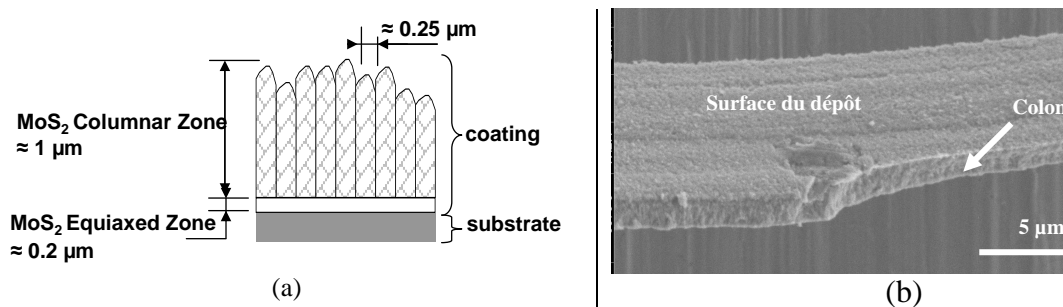 ≈ 0.25 µm
MoS2 Columnar Zone
≈ 1 µm
coating
MoS2 Equiaxed Zone
≈ 0.2 µm
substrate
(a)
Surface du dépôt
Colon
5 µm
(b)